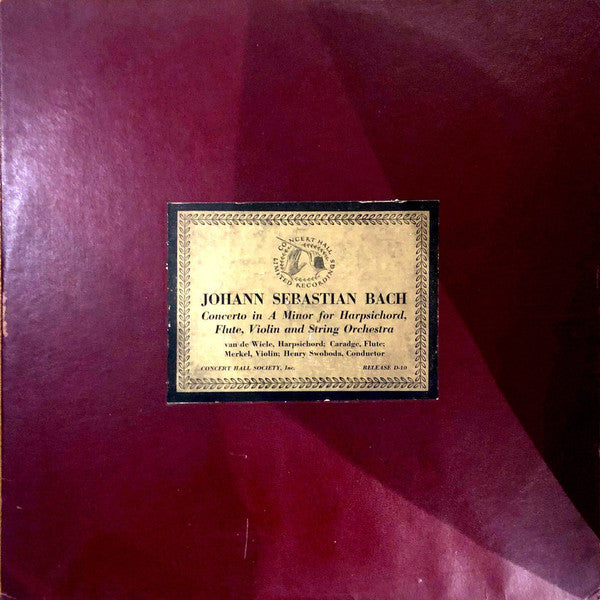 CONCERT HALL
LIMITED RECORDINGS
JOHANN SEBASTIAN BACH
Concerto in A Minor for Harpsichord,
Flute, Violin and String Orchestra
van de Wiele, Harpsichord; Caradge, Flute;
Merkel, Violin; Henry Swoboda, Conductor
CONCERT HALL SOCIETY, Inc. RELEASE D-10